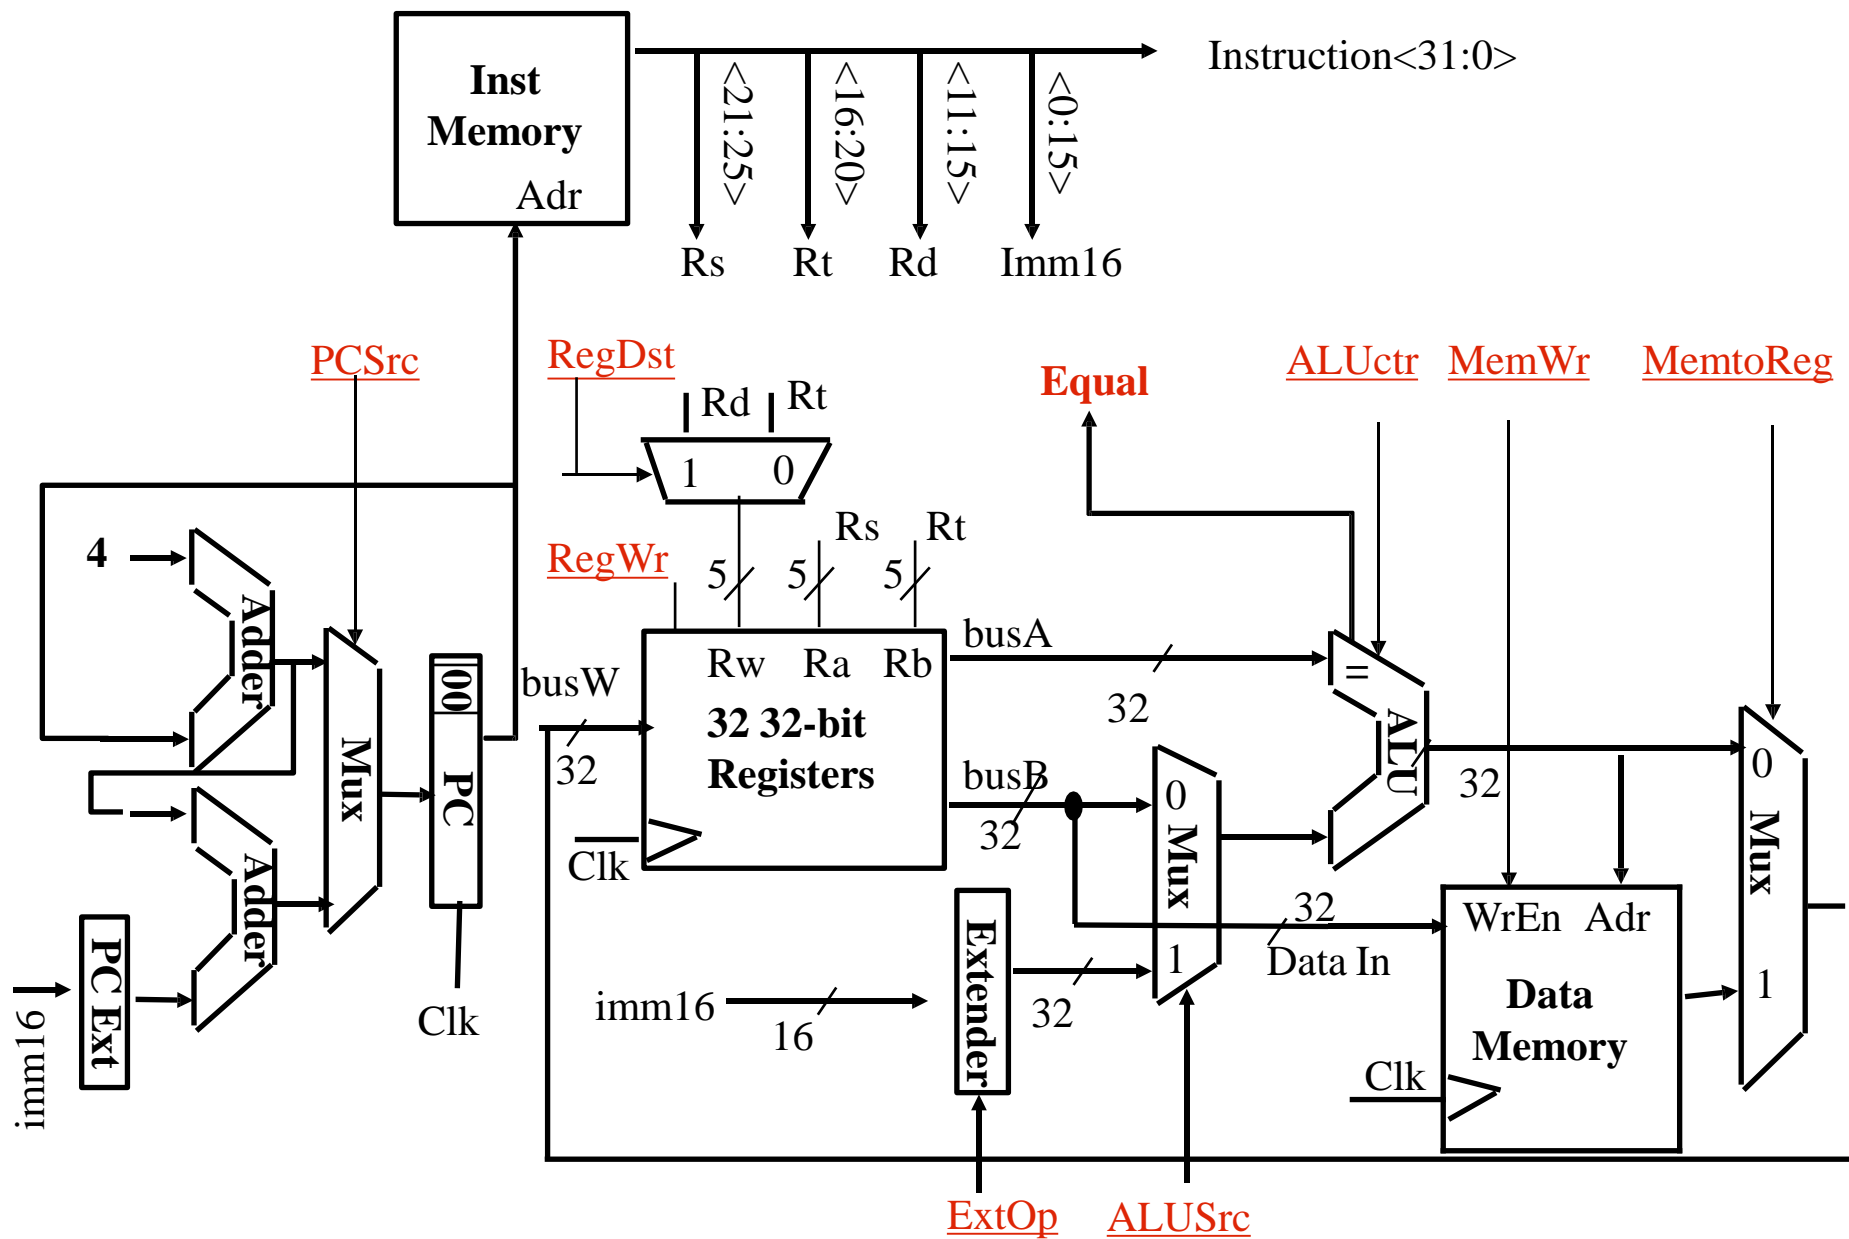 Inst
Memory
Adr
Instruction<31:0>
<21:25>
<16:20>
<11:15>
<0:15>
Rs
Rt
Rd
Imm16
PCSrc
RegDst
Equal
ALUctr
MemWr
MemtoReg
Rd
Rt
1
0
4
Adder
RegWr
5
5
5
Rs
Rt
busW
32
Rw
Ra
Rb
32 32-bit
Registers
Clk
busA
32
busB
32
=
ALU
32
Mux
00
PC
Clk
Adder
PC Ext
imm16
imm16
16
Extender
32
0
Mux
1
32
Data In
WrEn
Adr
Data
Memory
Clk
0
Mux
1
ExtOp
ALUSrc